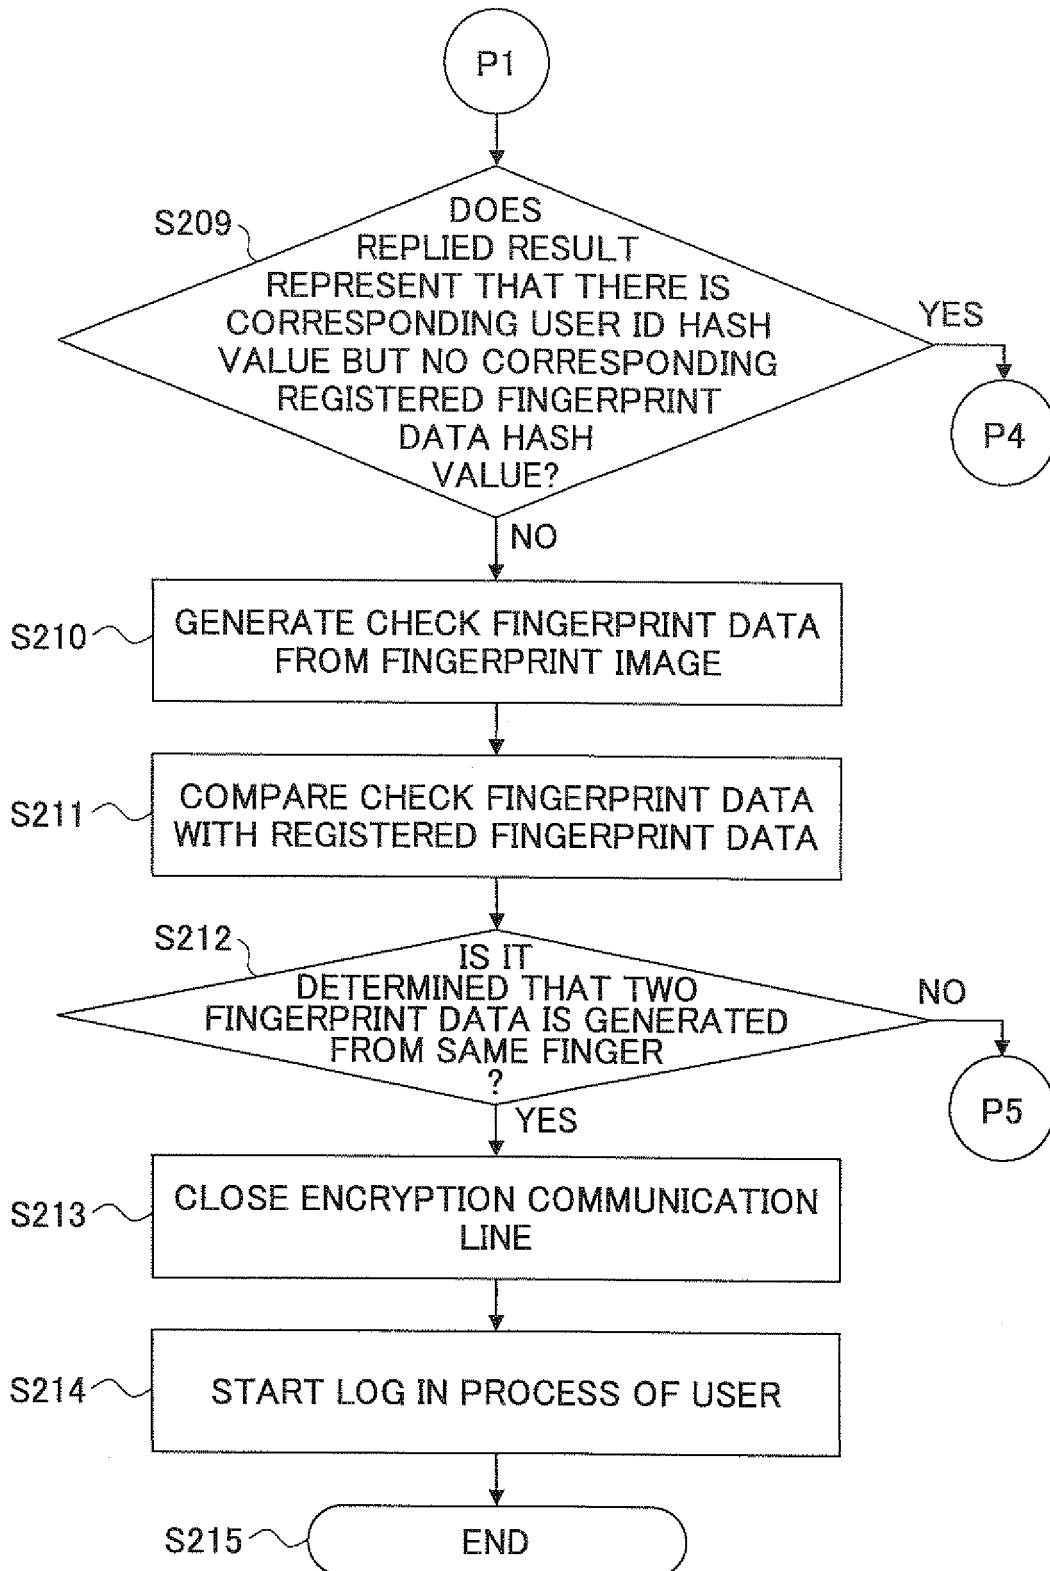 P1
S209
DOES
REPLIED RESULT
REPRESENT THAT THERE IS
CORRESPONDING USER ID HASH
VALUE BUT NO CORRESPONDING
REGISTERED FINGERPRINT
DATA HASH
VALUE?
YES
P4
NO
S210
GENERATE CHECK FINGERPRINT DATA
FROM FINGERPRINT IMAGE
S211
COMPARE CHECK FINGERPRINT DATA
WITH REGISTERED FINGERPRINT DATA
S212
IS IT
DETERMINED THAT TWO
FINGERPRINT DATA IS GENERATED
FROM SAME FINGER
?
NO
P5
YES
S213
CLOSE ENCRYPTION COMMUNICATION
LINE
S214
START LOG IN PROCESS OF USER
S215
END